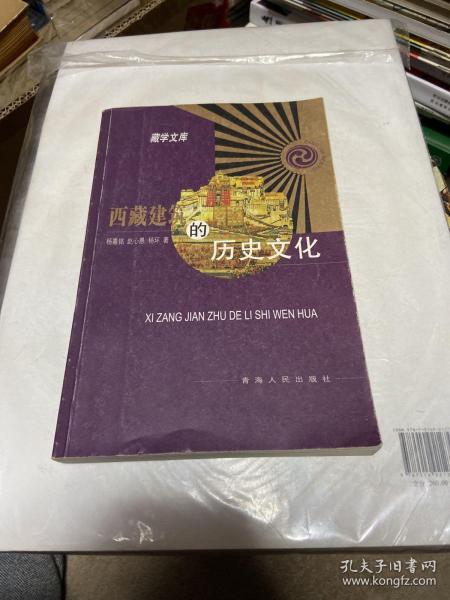 藏学文库
西藏建筑
的
历史文化
杨嘉铭 赵心愚 杨环 著
XI ZANG JIAN ZHU DE LI SHI WEN HUA
青海人民出版社
孔夫子旧书网
www.kongfz.com